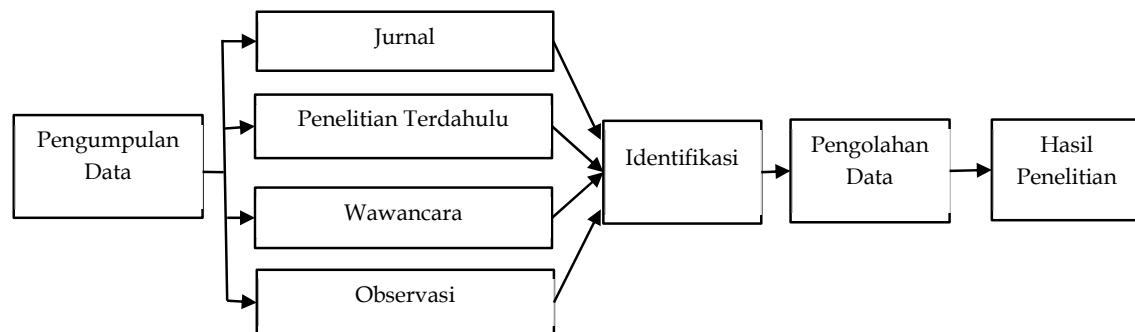 Pengumpulan
Data
Jurnal
Penelitian Terdahulu
Wawancara
Observasi
Identifikasi
Pengolahan
Data
Hasil
Penelitian